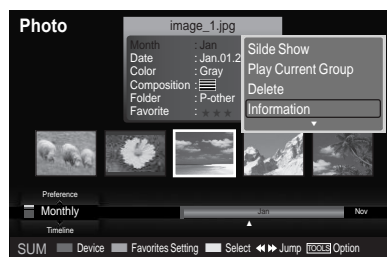 Photo
image_1.jpg
Month : Jan
Date : Jan.01.2
Color : Gray
Composition :
Folder : P-other
Favorite : ★ ★ ★
Silde Show
Play Current Group
Delete
Information
Preference
Monthly
Timeline
Jan
Nov
SUM Device Favorites Setting Select Jump TOOLS Option